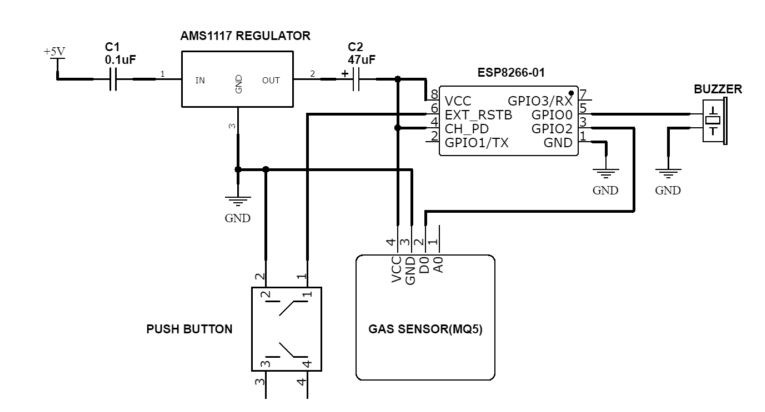 AMS1117 REGULATOR
+5V
C1
0.1uF
1
IN
GND
OUT
2
3
C2
47uF
+
ESP8266-01
8
VCC
GPIO3/RX
7
6
EXT_RSTB
GPIO0
5
4
CH_PD
GPIO2
3
2
GPIO1/TX
GND
1
BUZZER
GND
GND
GND
4
3
2
1
VCC
GND
D0
A0
GAS SENSOR(MQ5)
2
1
2
1
PUSH BUTTON
3
4
3
4